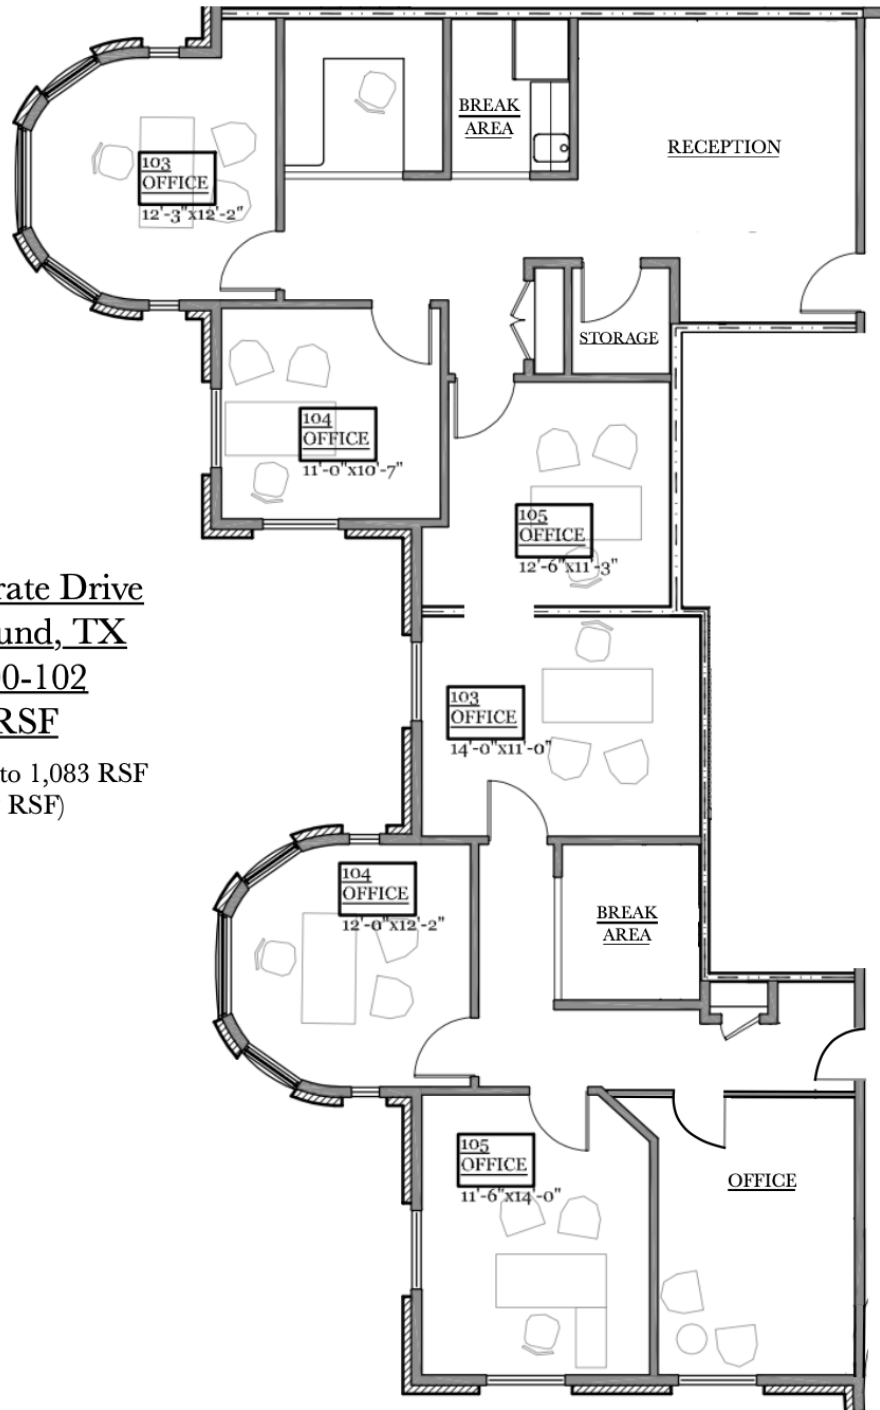 BREAK
AREA
RECEPTION
103
OFFICE
12'-3"x12'-2"
STORAGE
104
OFFICE
11'-0"x10'-7"
105
OFFICE
12'-6"x11'-3"
rate Drive
und, TX
0-102
RSF
to 1,083 RSF
RSF)
103
OFFICE
14'-0"x11'-0"
104
OFFICE
12'-0"x12'-2"
BREAK
AREA
105
OFFICE
11'-6"x14'-0"
OFFICE